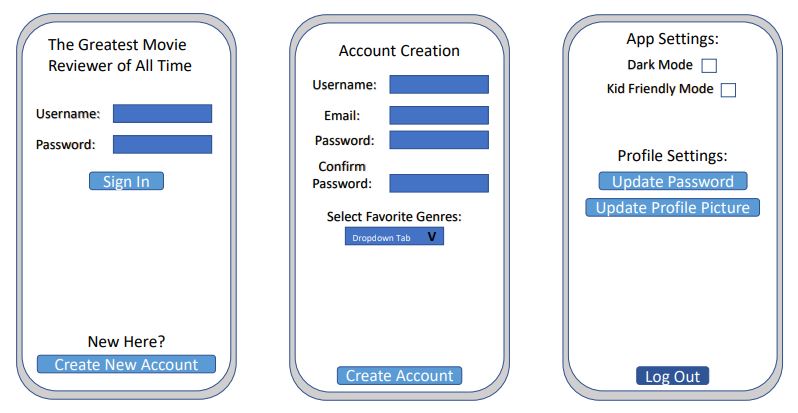 The Greatest Movie
Reviewer of All Time
Username:
Password:
Sign In
New Here?
Create New Account
Account Creation
Username:
Email:
Password:
Confirm
Password:
Select Favorite Genres:
Dropdown Tab V
Create Account
App Settings:
Dark Mode
Kid Friendly Mode
Profile Settings:
Update Password
Update Profile Picture
Log Out